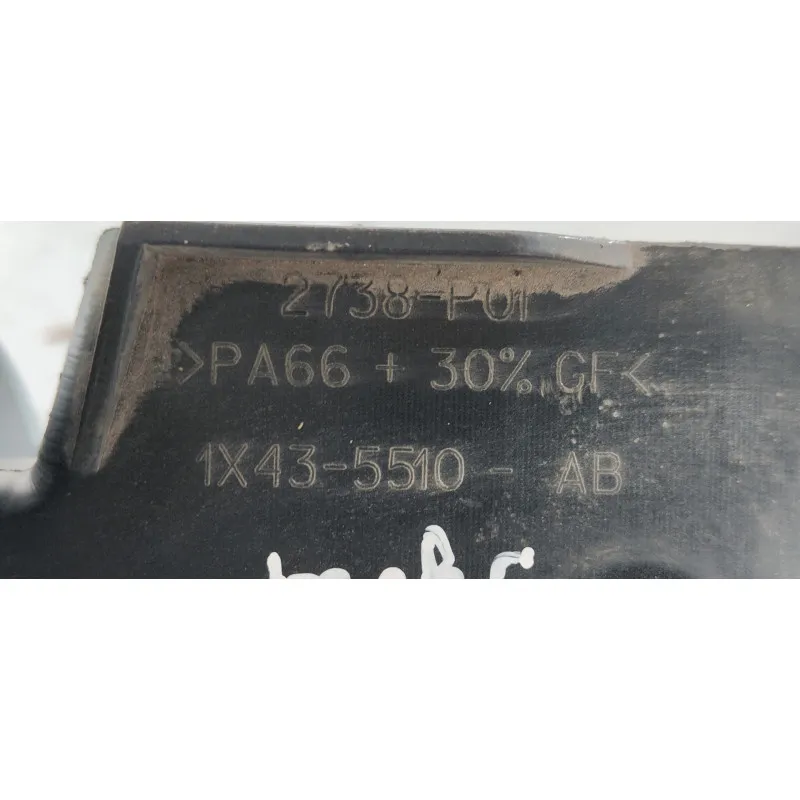 2738-P01
>PA66 + 30% GF<
1X43-5510- AB